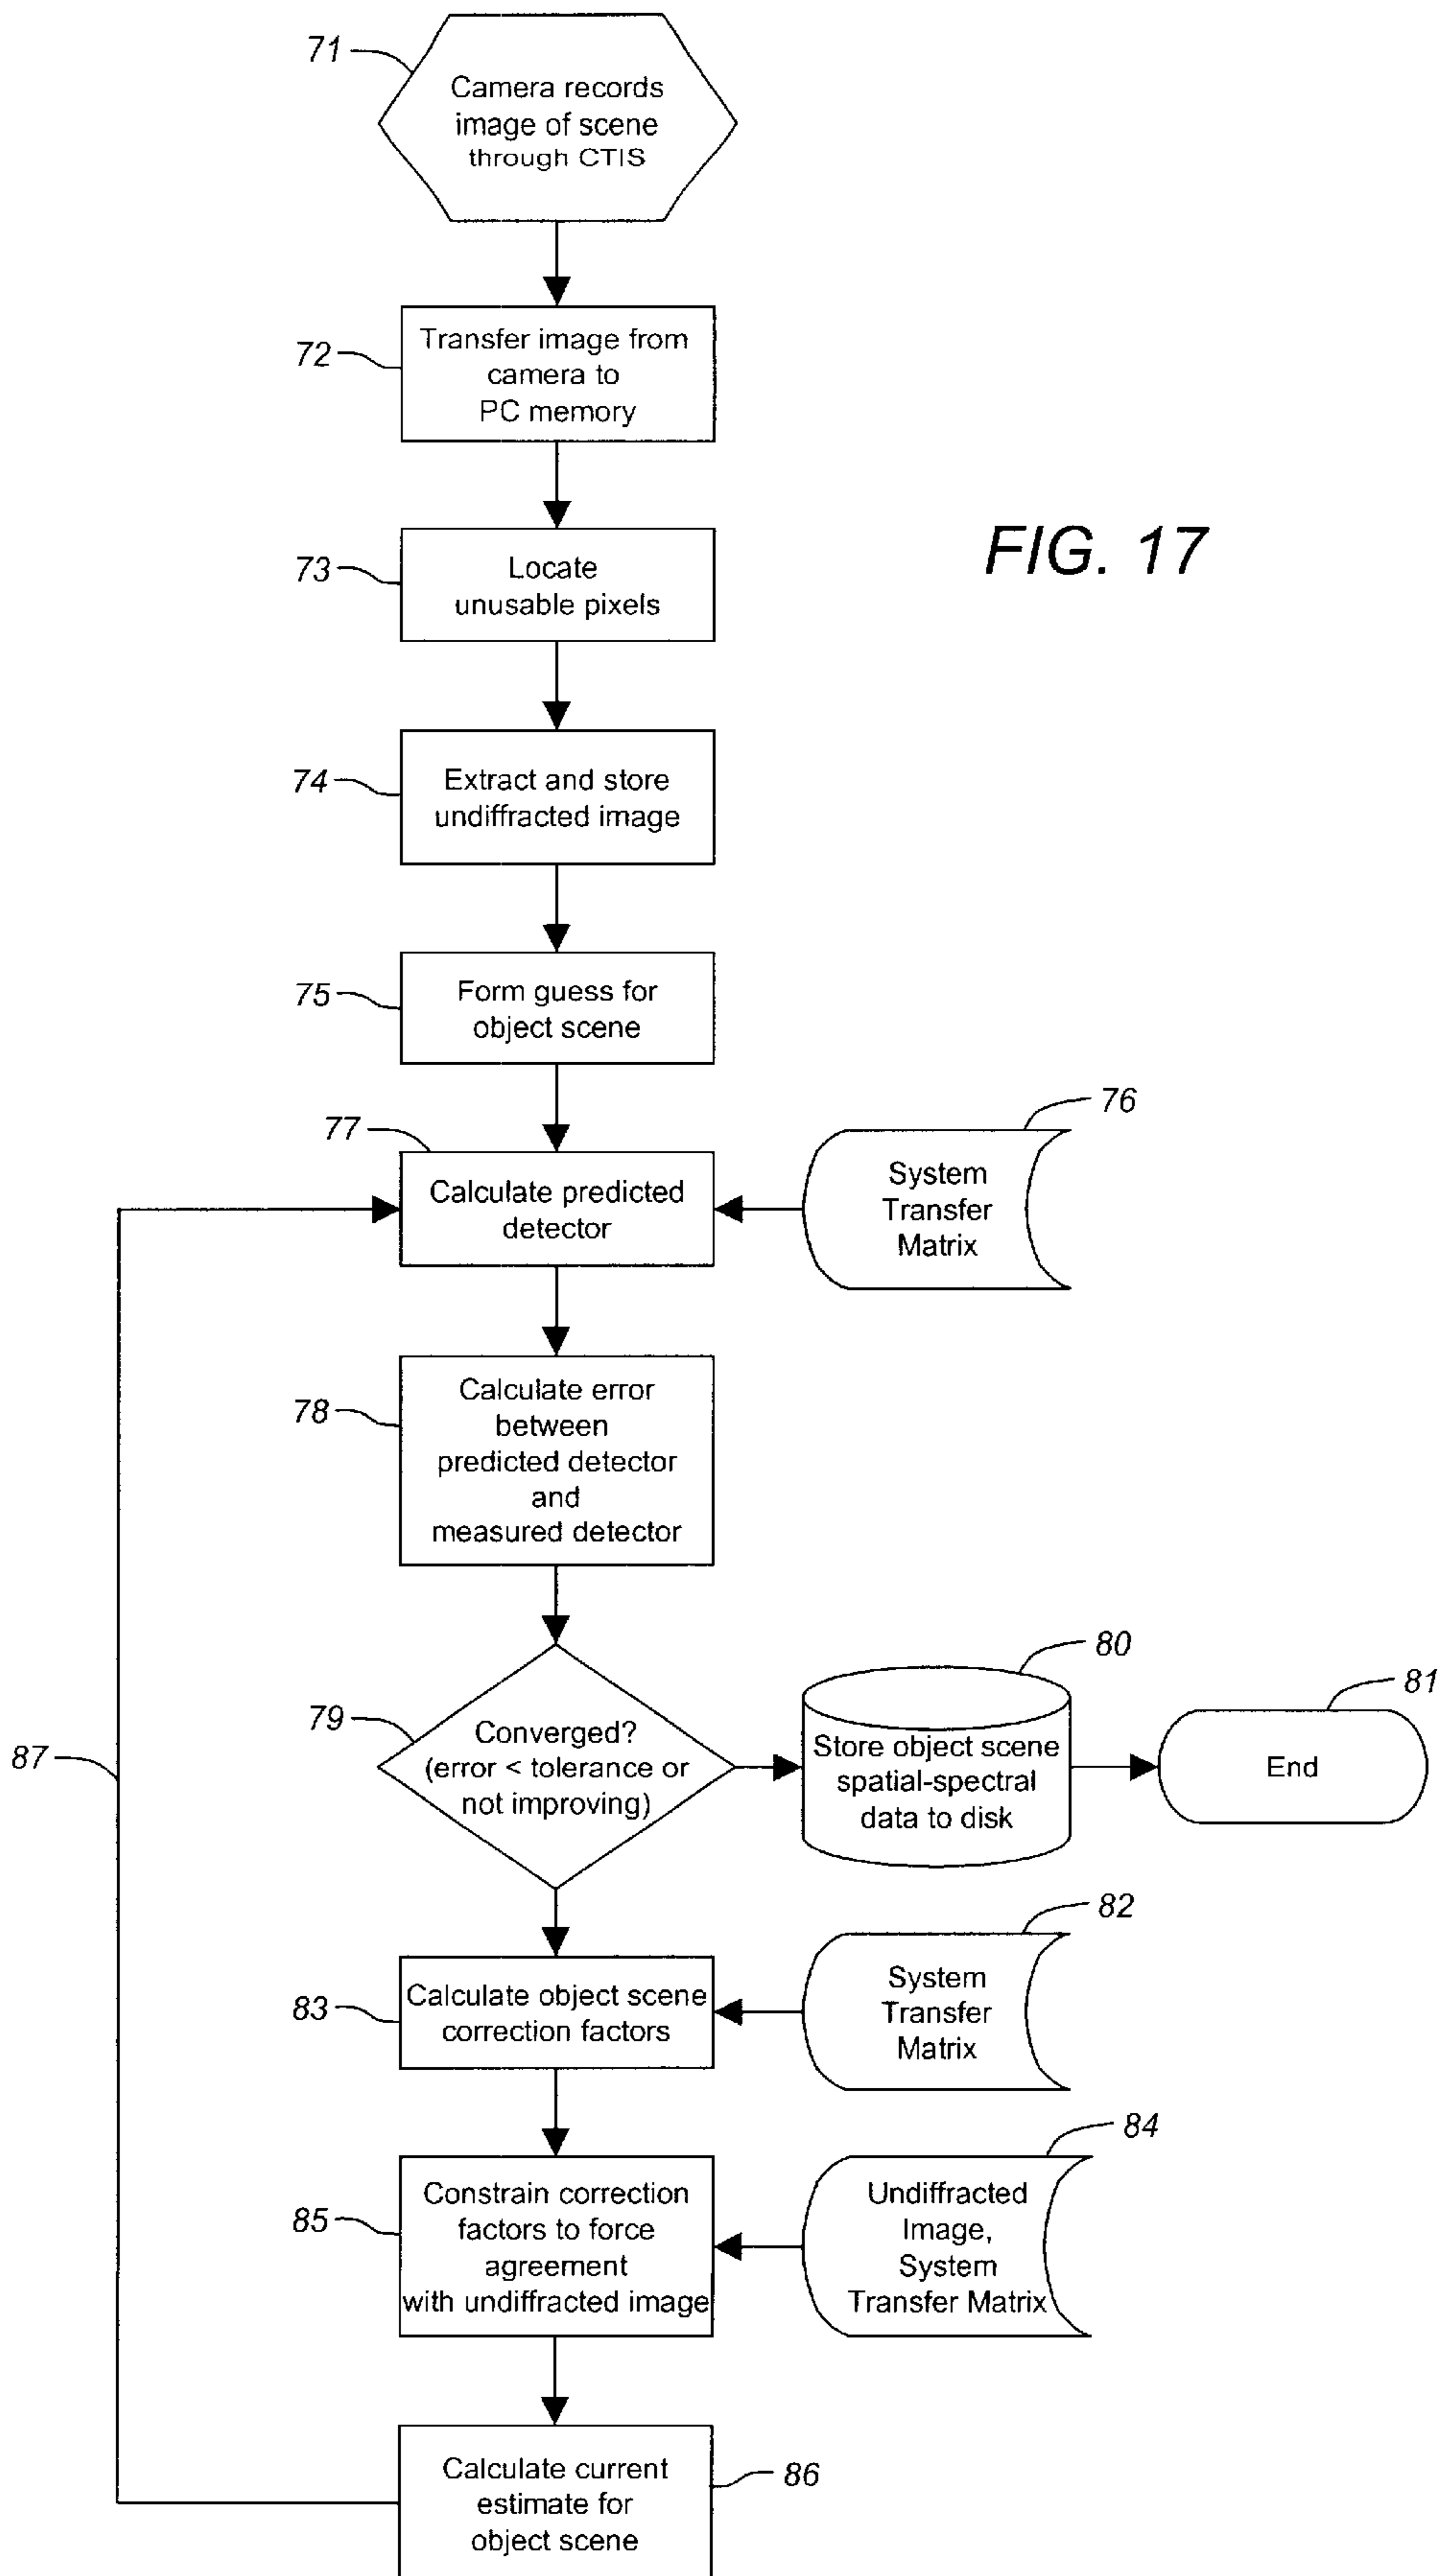 71
Camera records
image of scene
through CTIS
72
Transfer image from
camera to
PC memory
FIG. 17
73
Locate
unusable pixels
74
Extract and store
undiffracted image
75
Form guess for
object scene
76
77
Calculate predicted
detector
System
Transfer
Matrix
78
Calculate error
between
predicted detector
and
measured detector
79
Converged?
(error < tolerance or
not improving)
80
Store object scene
spatial-spectral
data to disk
81
End
87
82
83
Calculate object scene
correction factors
System
Transfer
Matrix
84
85
Constrain correction
factors to force
agreement
with undiffracted image
Undiffracted
Image,
System
Transfer Matrix
86
Calculate current
estimate for
object scene